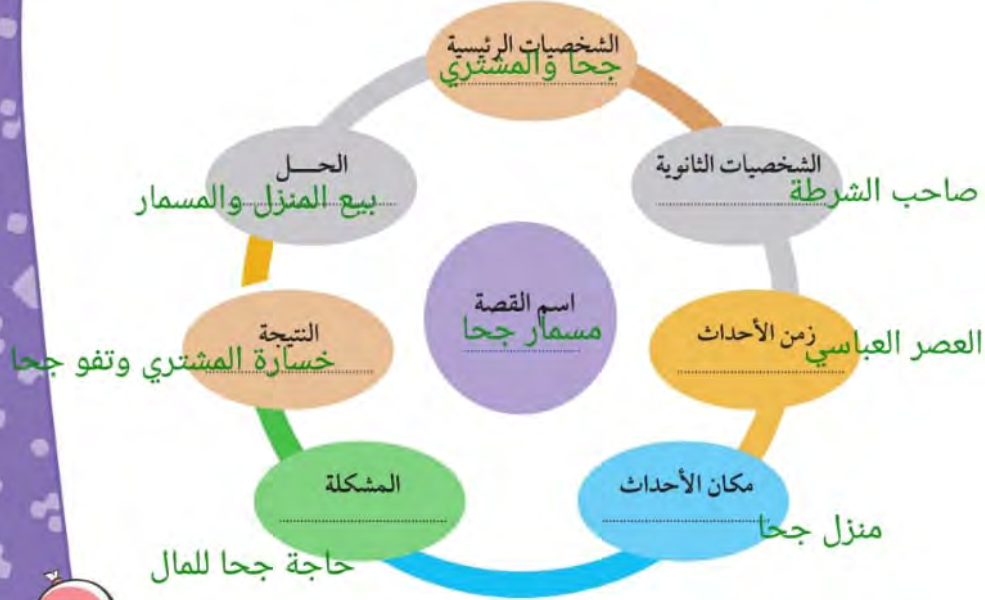 الشخصيات الرئيسية
جحا والمشتري
الشخصيات الثانوية
صاحب الشرطة
زمن الأحداث
العصر العباسي
مكان الأحداث
منزل جحا
المشكلة
حاجة جحا للمال
النتيجة
خسارة المشتري وتفو جحا
الحـــل
بيع المنزل والمسمار
اسم القصة
مسمار جحا